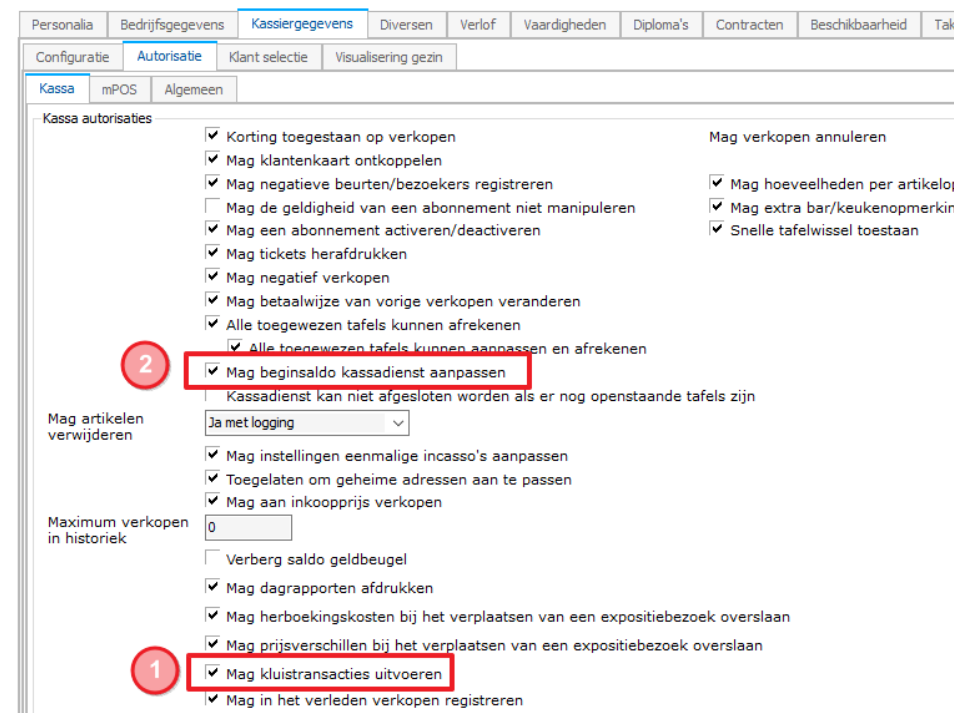 Personalia Bedrijfsgegevens Kassiergegevens Diversen Verlof Vaardigheden Diploma's Contracten Beschikbaarheid Tak
Configuratie Autorisatie Klant selectie Visualisering gezin
Kassa mPOS Algemeen
Kassa autorisaties
Korting toegestaan op verkopen Mag verkopen annuleren
Mag klantenkaart ontkoppelen
Mag negatieve beurten/bezoekers registreren Mag hoeveelheden per artikelop
Mag de geldigheid van een abonnement niet manipuleren Mag extra bar/keukenopmerkin
Mag een abonnement activeren/deactiveren Snelle tafelwissel toestaan
Mag tickets herafdrukken
Mag negatief verkopen
Mag betaalwijze van vorige verkopen veranderen
Alle toegewezen tafels kunnen afrekenen
Alle toegewezen tafels kunnen aanpassen en afrekenen
2 Mag beginsaldo kassadienst aanpassen
Kassadienst kan niet afgesloten worden als er nog openstaande tafels zijn
Mag artikelen verwijderen Ja met logging
Mag instellingen eenmalige incasso's aanpassen
Toegelaten om geheime adressen aan te passen
Mag aan inkoopprijs verkopen
Maximum verkopen in historiek 0
Verberg saldo geldbeugel
Mag dagrapporten afdrukken
Mag herboekingskosten bij het verplaatsen van een expositiebezoek overslaan
Mag prijsverschillen bij het verplaatsen van een expositiebezoek overslaan
1 Mag kluistransacties uitvoeren
Mag in het verleden verkopen registreren